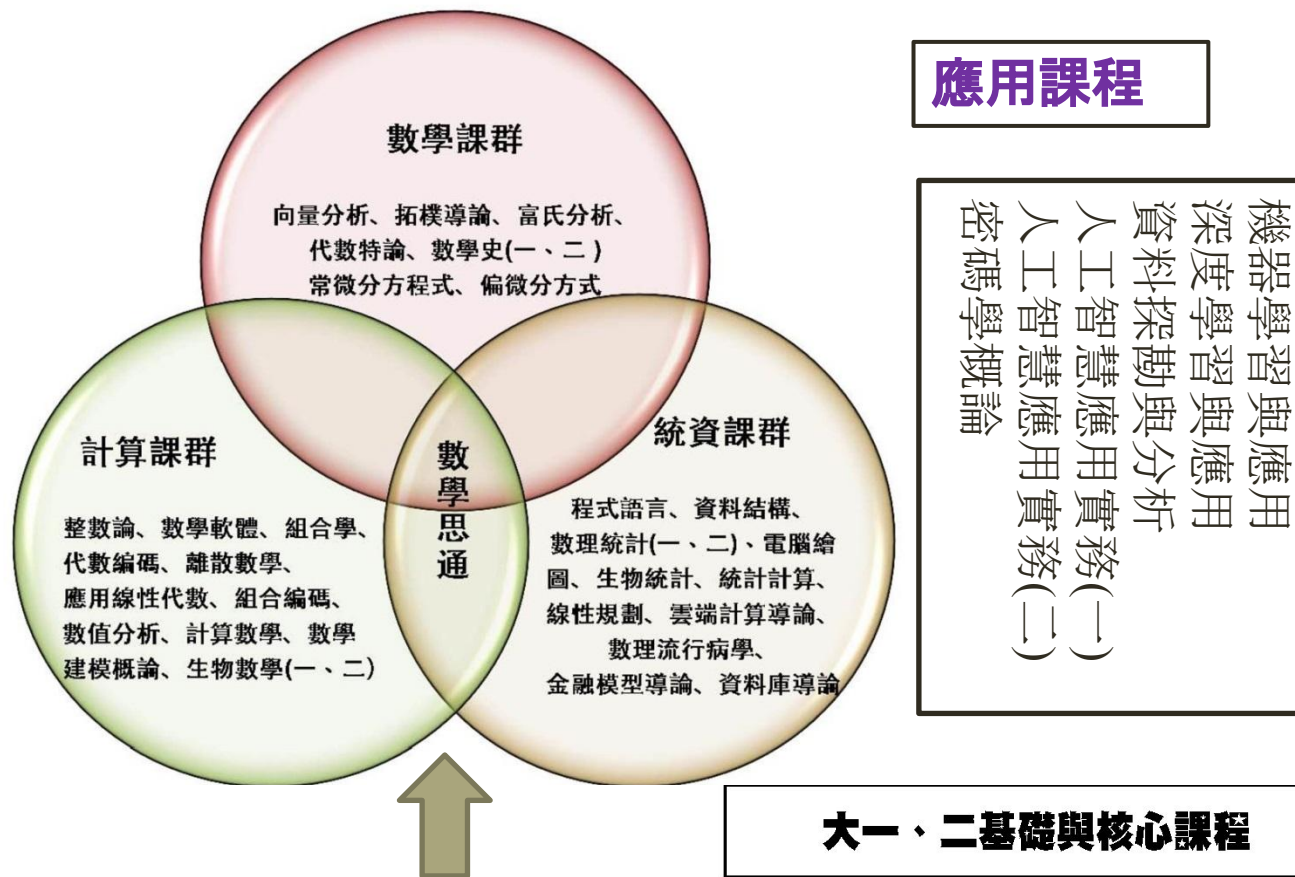 應用課程
數學課群
向量分析、拓樸導論、富氏分析、
代數特論、數學史(一、二)
常微分方程式、偏微分方式
計算課群
整數論、數學軟體、組合學、
代數編碼、離散數學、
應用線性代數、組合編碼、
數值分析、計算數學、數學
建模概論、生物數學(一、二)
數學思通
統資課群
程式語言、資料結構、
數理統計(一、二)、電腦繪
圖、生物統計、統計計算、
線性規劃、雲端計算導論、
數理流行病學、
金融模型導論、資料庫導論
機器學習與應用
深度學習與應用
資料探勘與分析
人工智慧應用實務(一)
人工智慧應用實務(二)
密碼學概論
大一、二基礎與核心課程